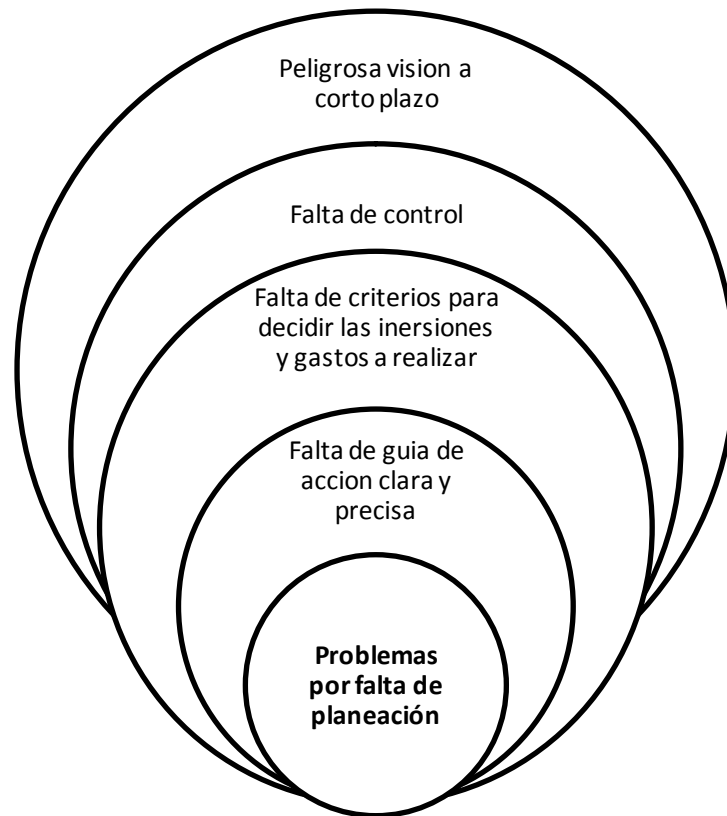 Peligrosa vision a
corto plazo
Falta de control
Falta de criterios para
decidir las inersiones
y gastos a realizar
Falta de guia de
accion clara y
precisa
Problemas
por falta de
planeación